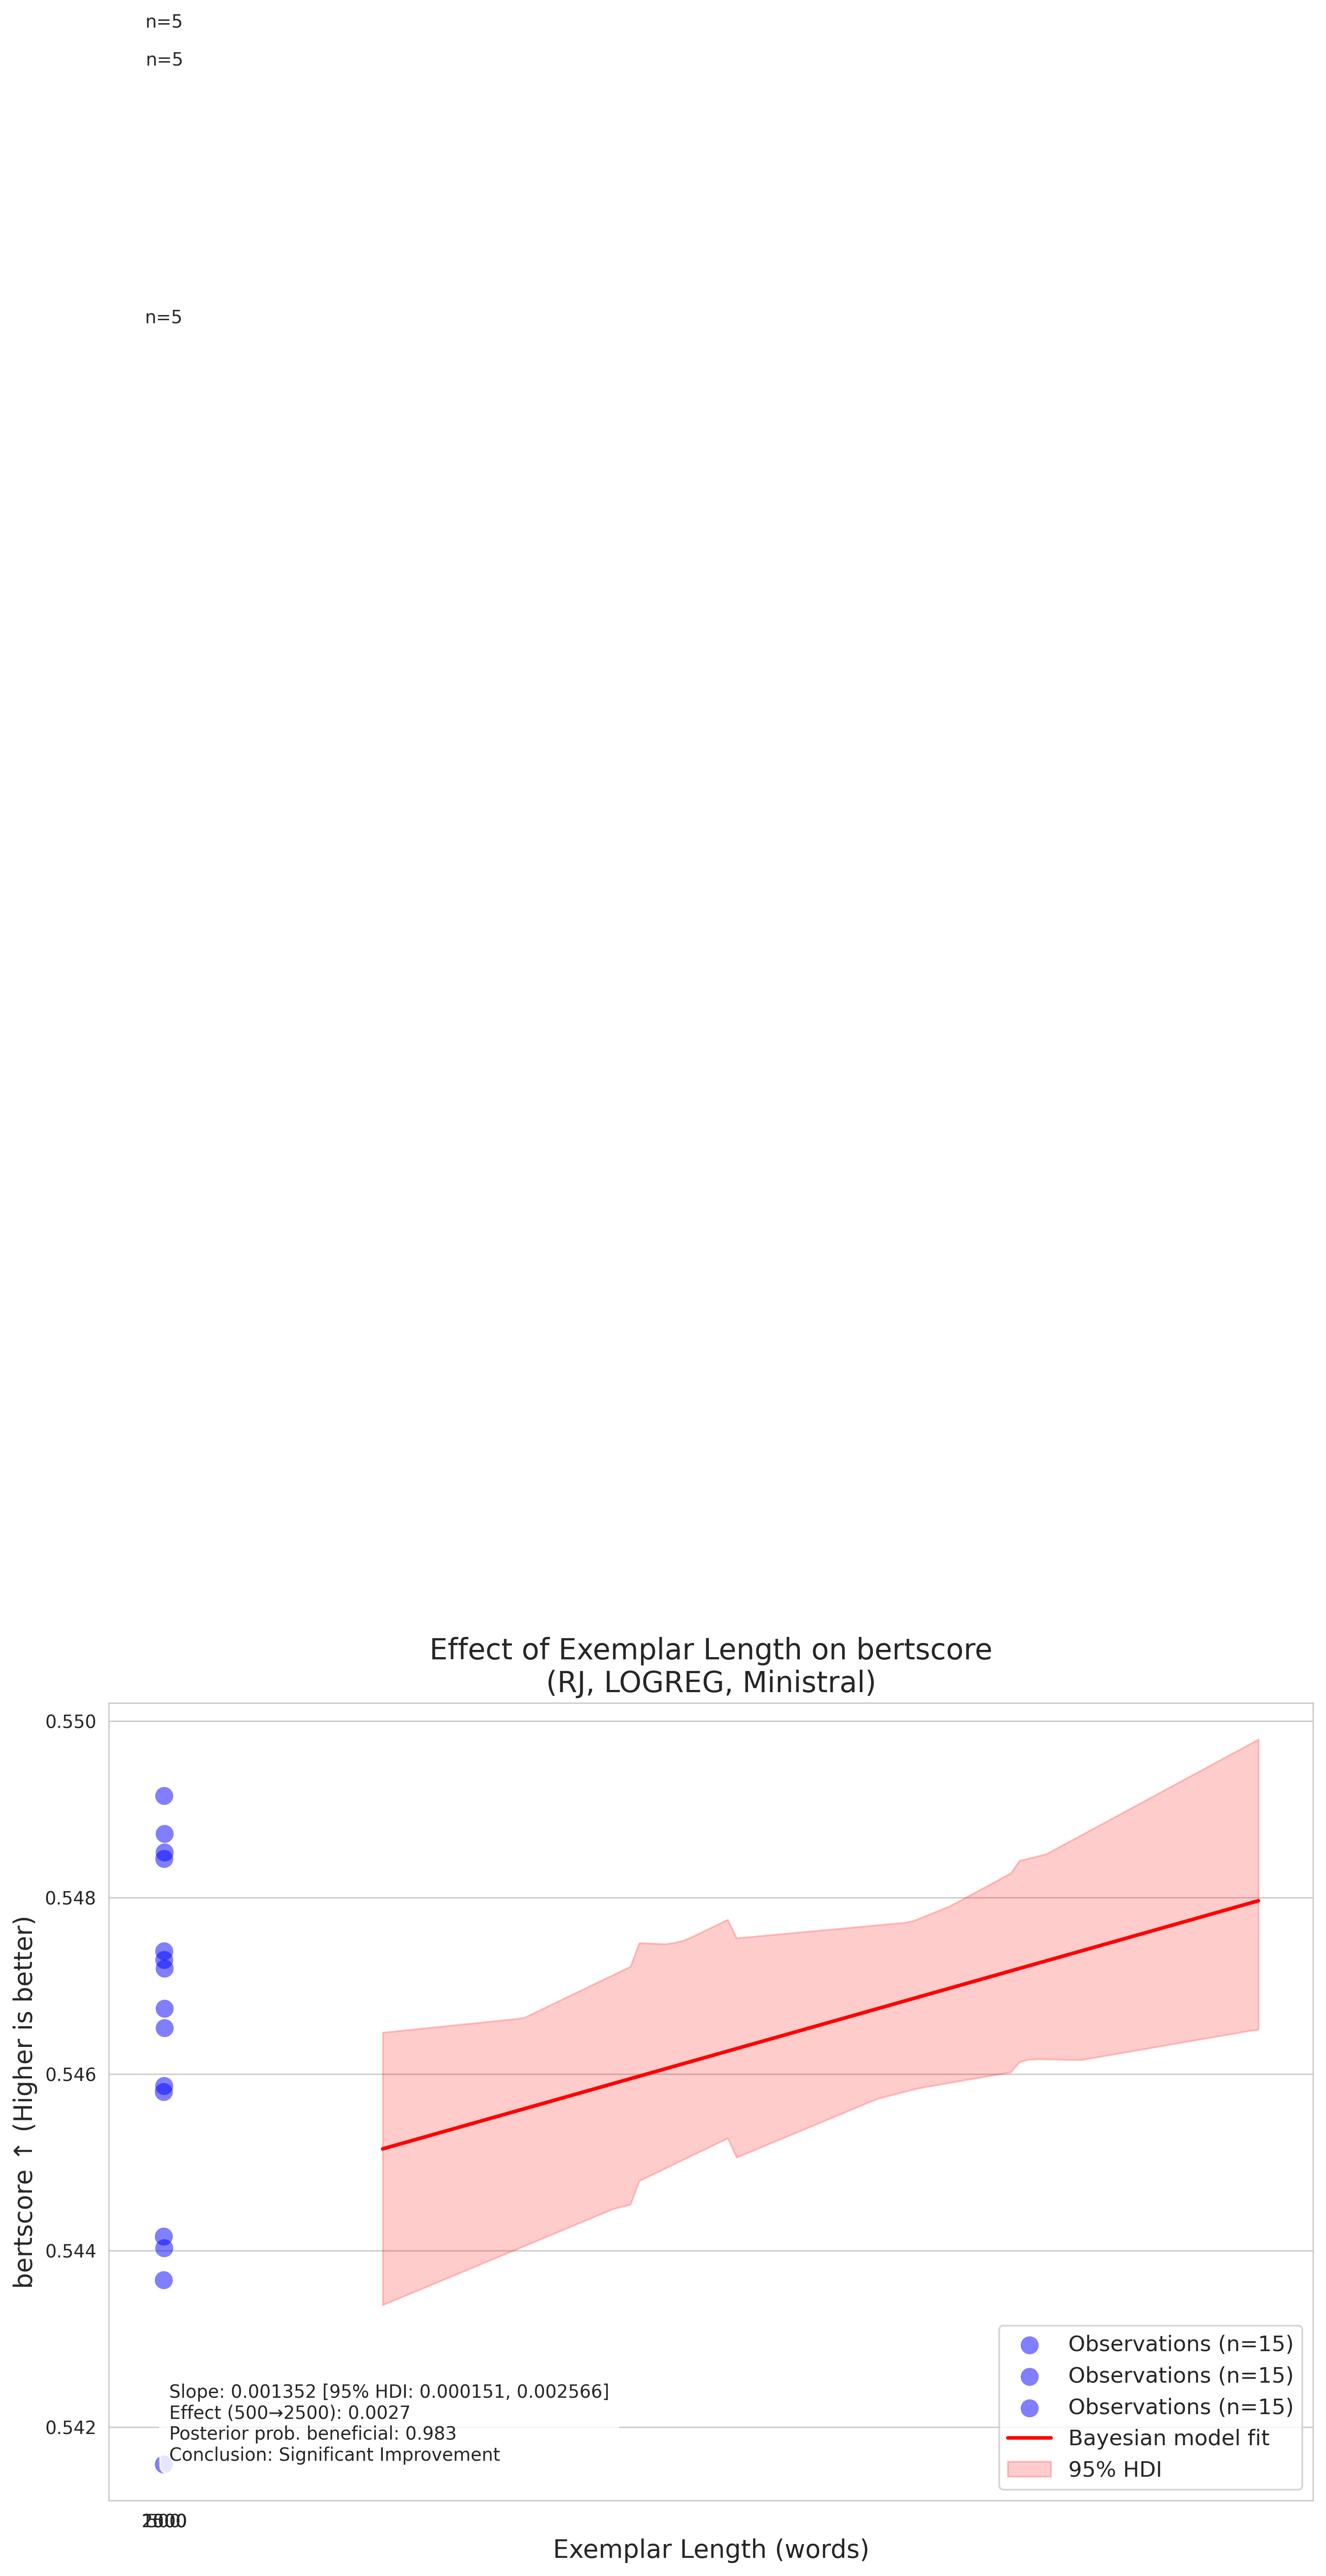 n=5
n=5
n=5
Effect of Exemplar Length on bertscore
(RJ, LOGREG, Ministral)
0.550
0.548
0.546
0.544
0.542
bertscore ↑ (Higher is better)
Slope: 0.001352 [95% HDI: 0.000151, 0.002566]
Effect (500→2500): 0.0027
Posterior prob. beneficial: 0.983
Conclusion: Significant Improvement
Observations (n=15)
Observations (n=15)
Observations (n=15)
Bayesian model fit
95% HDI
Exemplar Length (words)